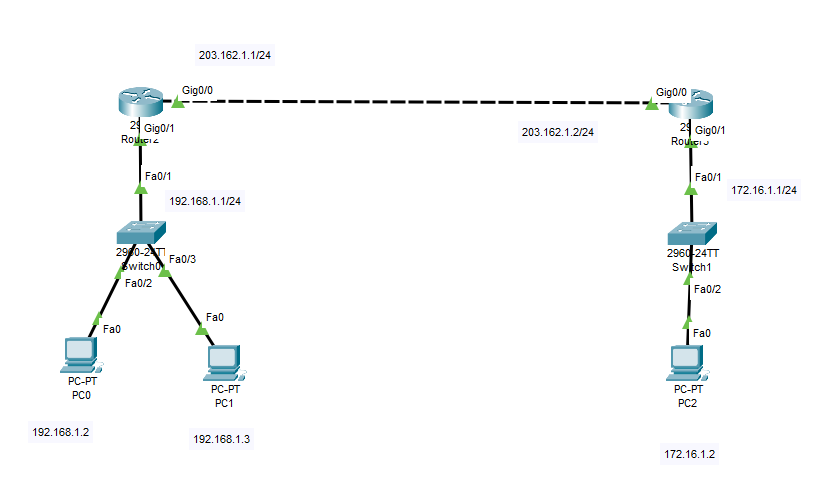 203.162.1.1/24
Gig0/0
Gig0/0
203.162.1.2/24
Gig0/1
Router2
Gig0/1
Fa0/1
Fa0/1
192.168.1.1/24
172.16.1.1/24
2960-24TT
Switch0
Fa0/3
Fa0/2
2960-24TT
Switch1
Fa0/2
Fa0
Fa0
Fa0
PC-PT
PC0
PC-PT
PC1
PC-PT
PC2
192.168.1.2
192.168.1.3
172.16.1.2